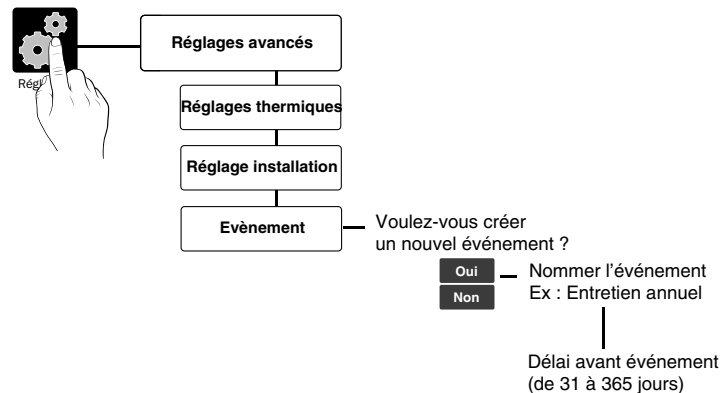 Réglages avancés
Réglages thermiques
Réglage installation
Evènement
Voulez-vous créer
un nouvel événement ?
Oui
Non
Nommer l’événement
Ex : Entretien annuel
Délai avant événement
(de 31 à 365 jours)